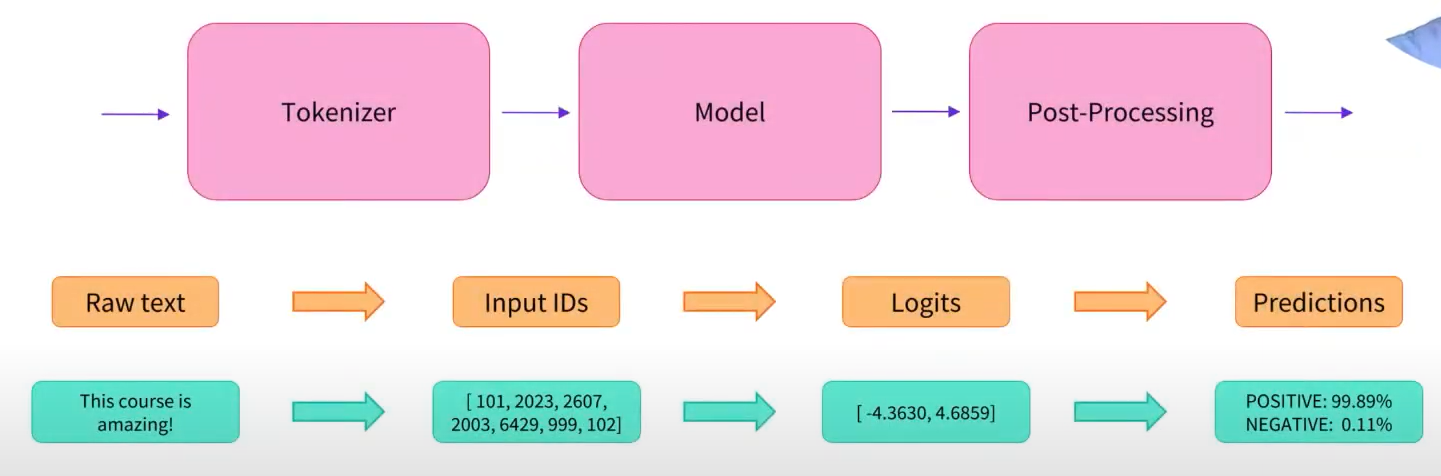 Tokenizer
Model
Post-Processing
Raw text
Input IDs
Logits
Predictions
This course is
amazing!
[ 101, 2023, 2607,
2003, 6429, 999, 102]
[ -4.3630, 4.6859]
POSITIVE: 99.89%
NEGATIVE: 0.11%